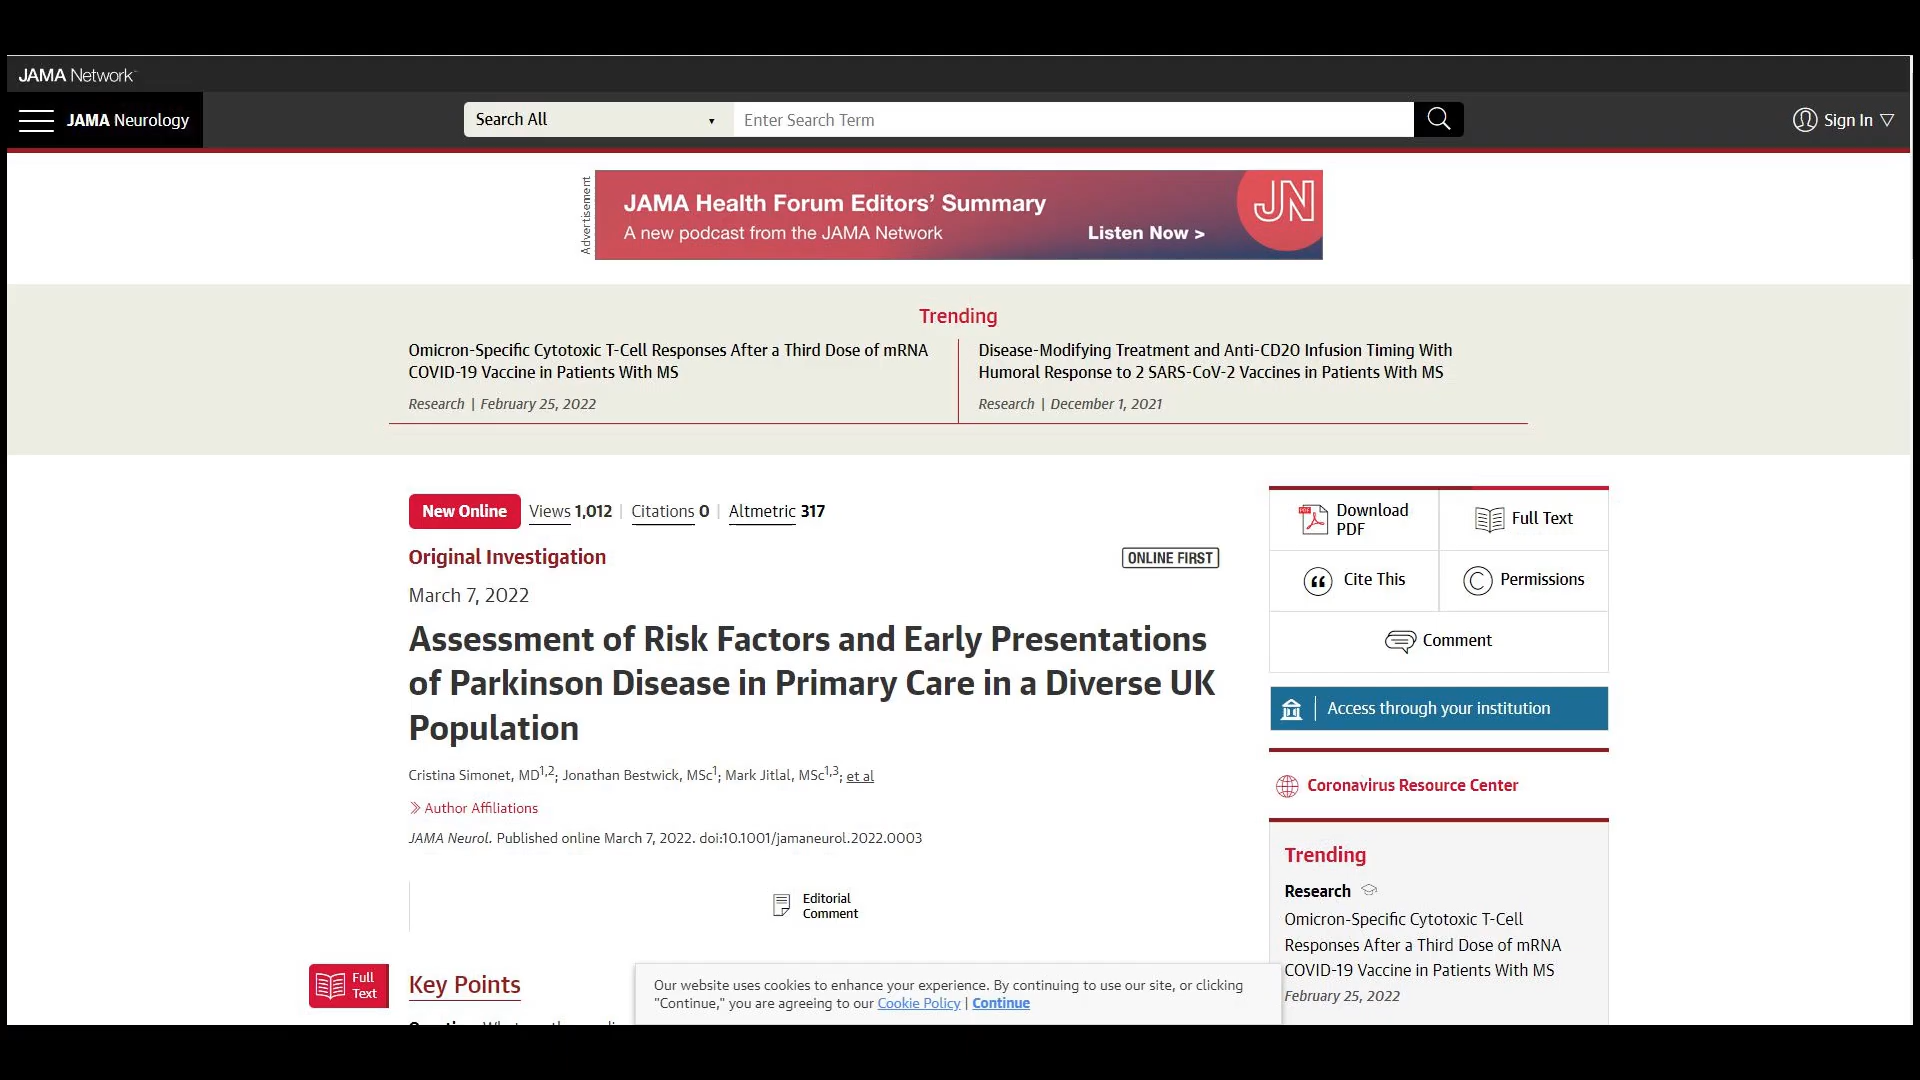 JAMA Network
JAMA Neurology
Search All
Enter Search Term
Sign In
Advertisement
JAMA Health Forum Editors’ Summary
A new podcast from the JAMA Network
Listen Now >
JN
Trending
Omicron-Specific Cytotoxic T-Cell Responses After a Third Dose of mRNA
COVID-19 Vaccine in Patients With MS
Research | February 25, 2022
Disease-Modifying Treatment and Anti-CD20 Infusion Timing With
Humoral Response to 2 SARS-CoV-2 Vaccines in Patients With MS
Research | December 1, 2021
New Online Views 1,012 | Citations 0 | Altmetric 317
Original Investigation
ONLINE FIRST
March 7, 2022
Assessment of Risk Factors and Early Presentations
of Parkinson Disease in Primary Care in a Diverse UK
Population
Cristina Simonet, MD1,2; Jonathan Bestwick, MSc1; Mark Jitlal, MSc1,3; et al
Author Affiliations
JAMA Neurol. Published online March 7, 2022. doi:10.1001/jamaneurol.2022.0003
Editorial
Comment
Full
Text
Key Points
Our website uses cookies to enhance your experience. By continuing to use our site, or clicking
"Continue," you are agreeing to our Cookie Policy | Continue
Download
PDF
Full Text
Cite This
Permissions
Comment
Access through your institution
Coronavirus Resource Center
Trending
Research
Omicron-Specific Cytotoxic T-Cell
Responses After a Third Dose of mRNA
COVID-19 Vaccine in Patients With MS
February 25, 2022